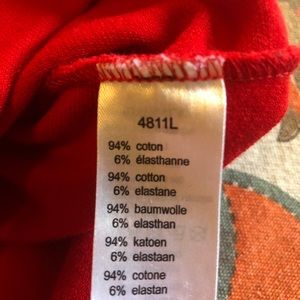 4811L
94% coton
6% élasthanne
94% cotton
6% elastane
94% baumwolle
6% elasthan
94% katoen
6% elastaan
94% cotone
6% elastan